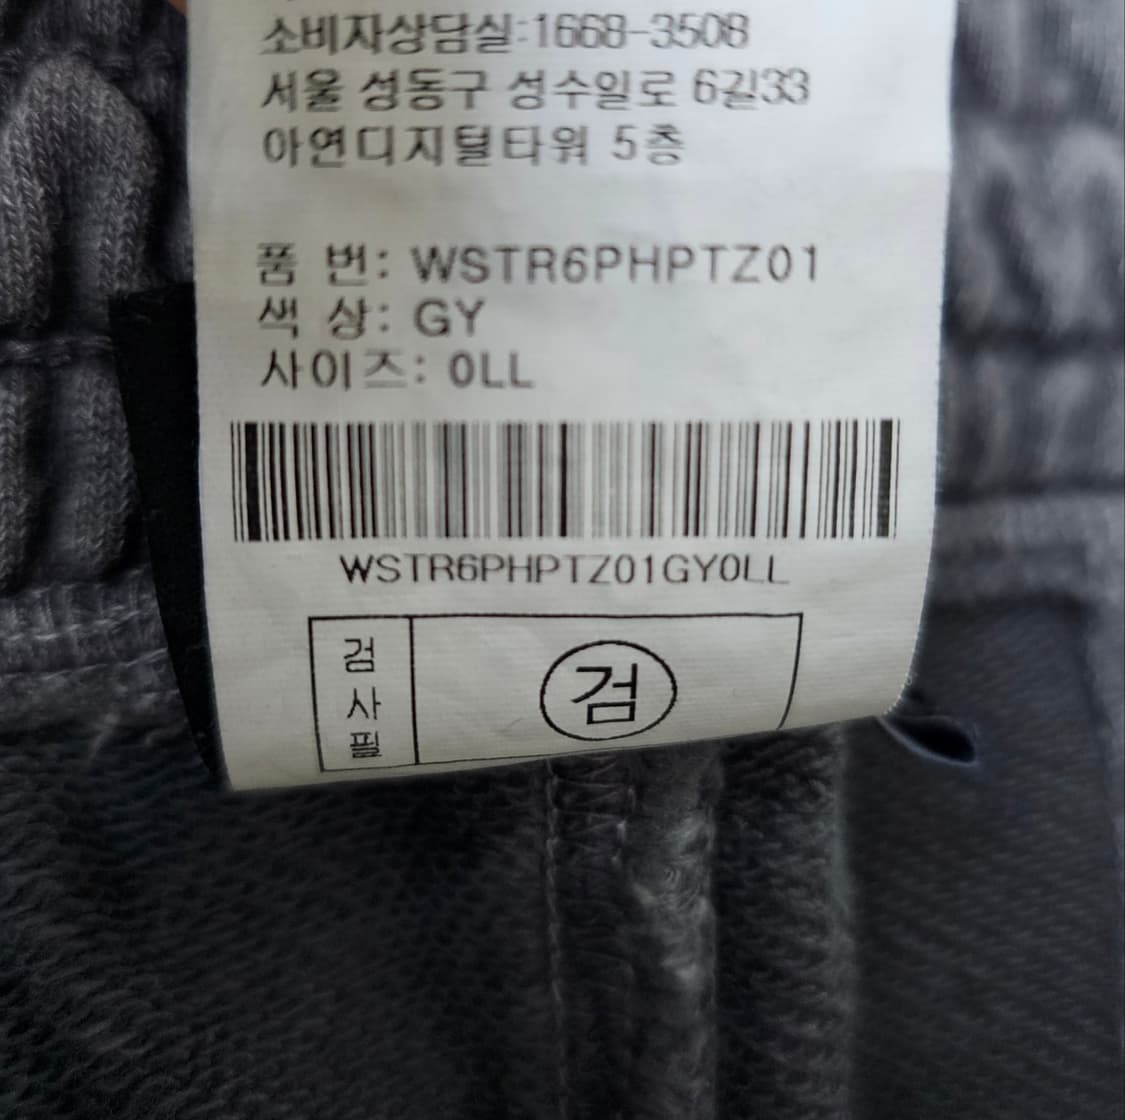 소비자상담실:1668-3508
서울 성동구 성수일로 6길33
아연디지털타워 5층
품 번: WSTR6PHPTZ01
색 상: GY
사이즈: 0LL
WSTR6PHPTZ01GY0LL
검사필
검